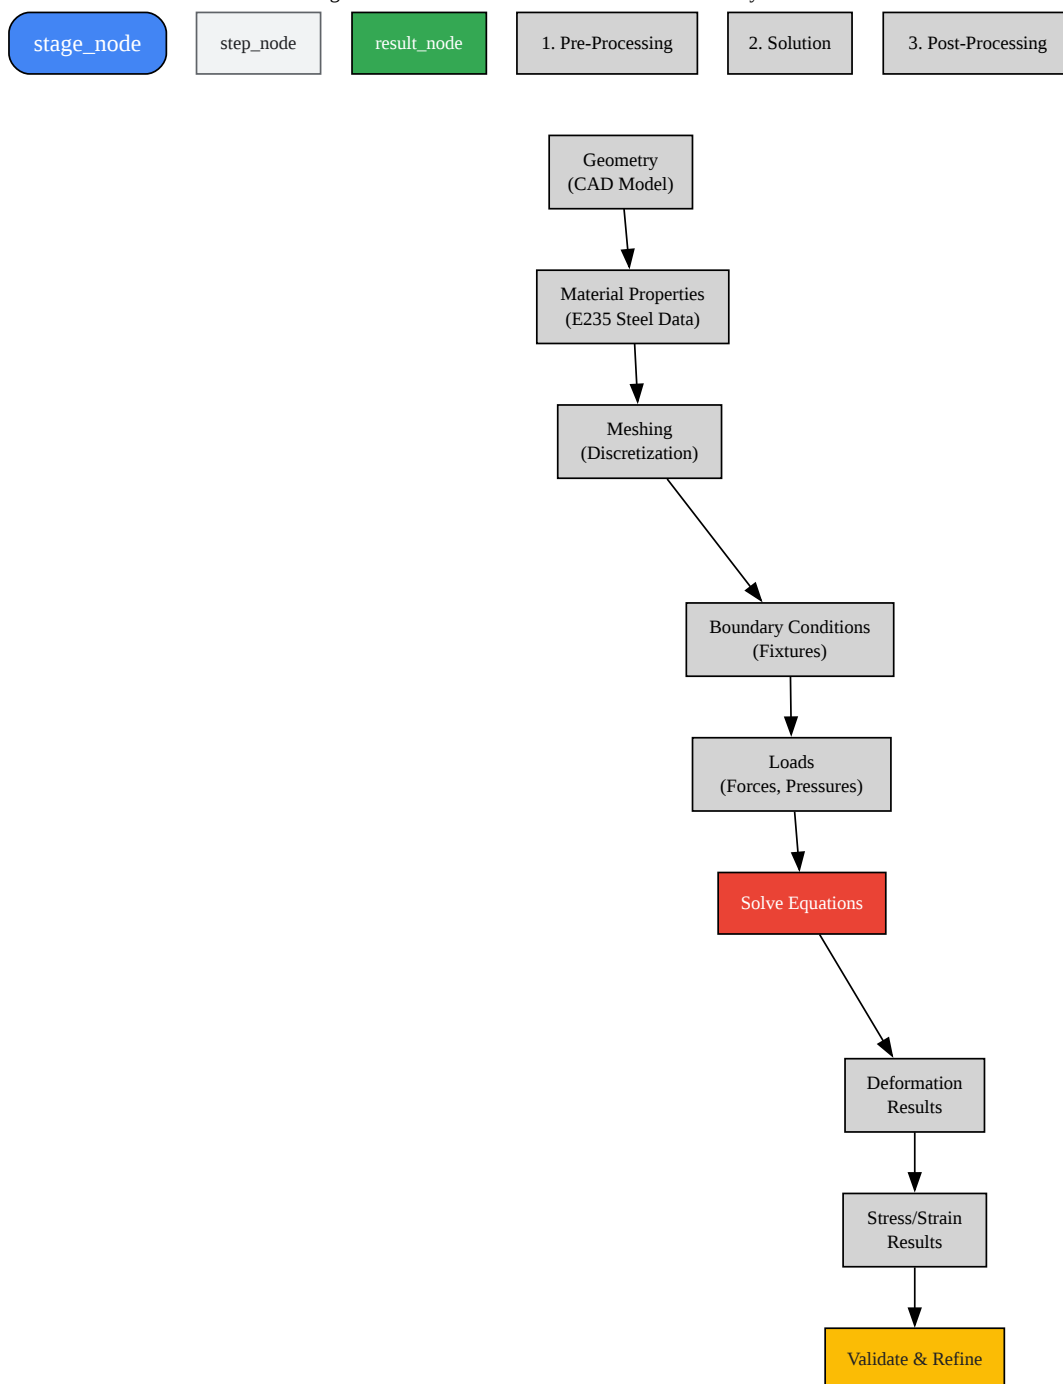 stage_node
step_node
result_node
1. Pre-Processing
2. Solution
3. Post-Processing
Geometry
(CAD Model)
Material Properties
(E235 Steel Data)
Meshing
(Discretization)
Boundary Conditions
(Fixtures)
Loads
(Forces, Pressures)
Solve Equations
Deformation
Results
Stress/Strain
Results
Validate & Refine